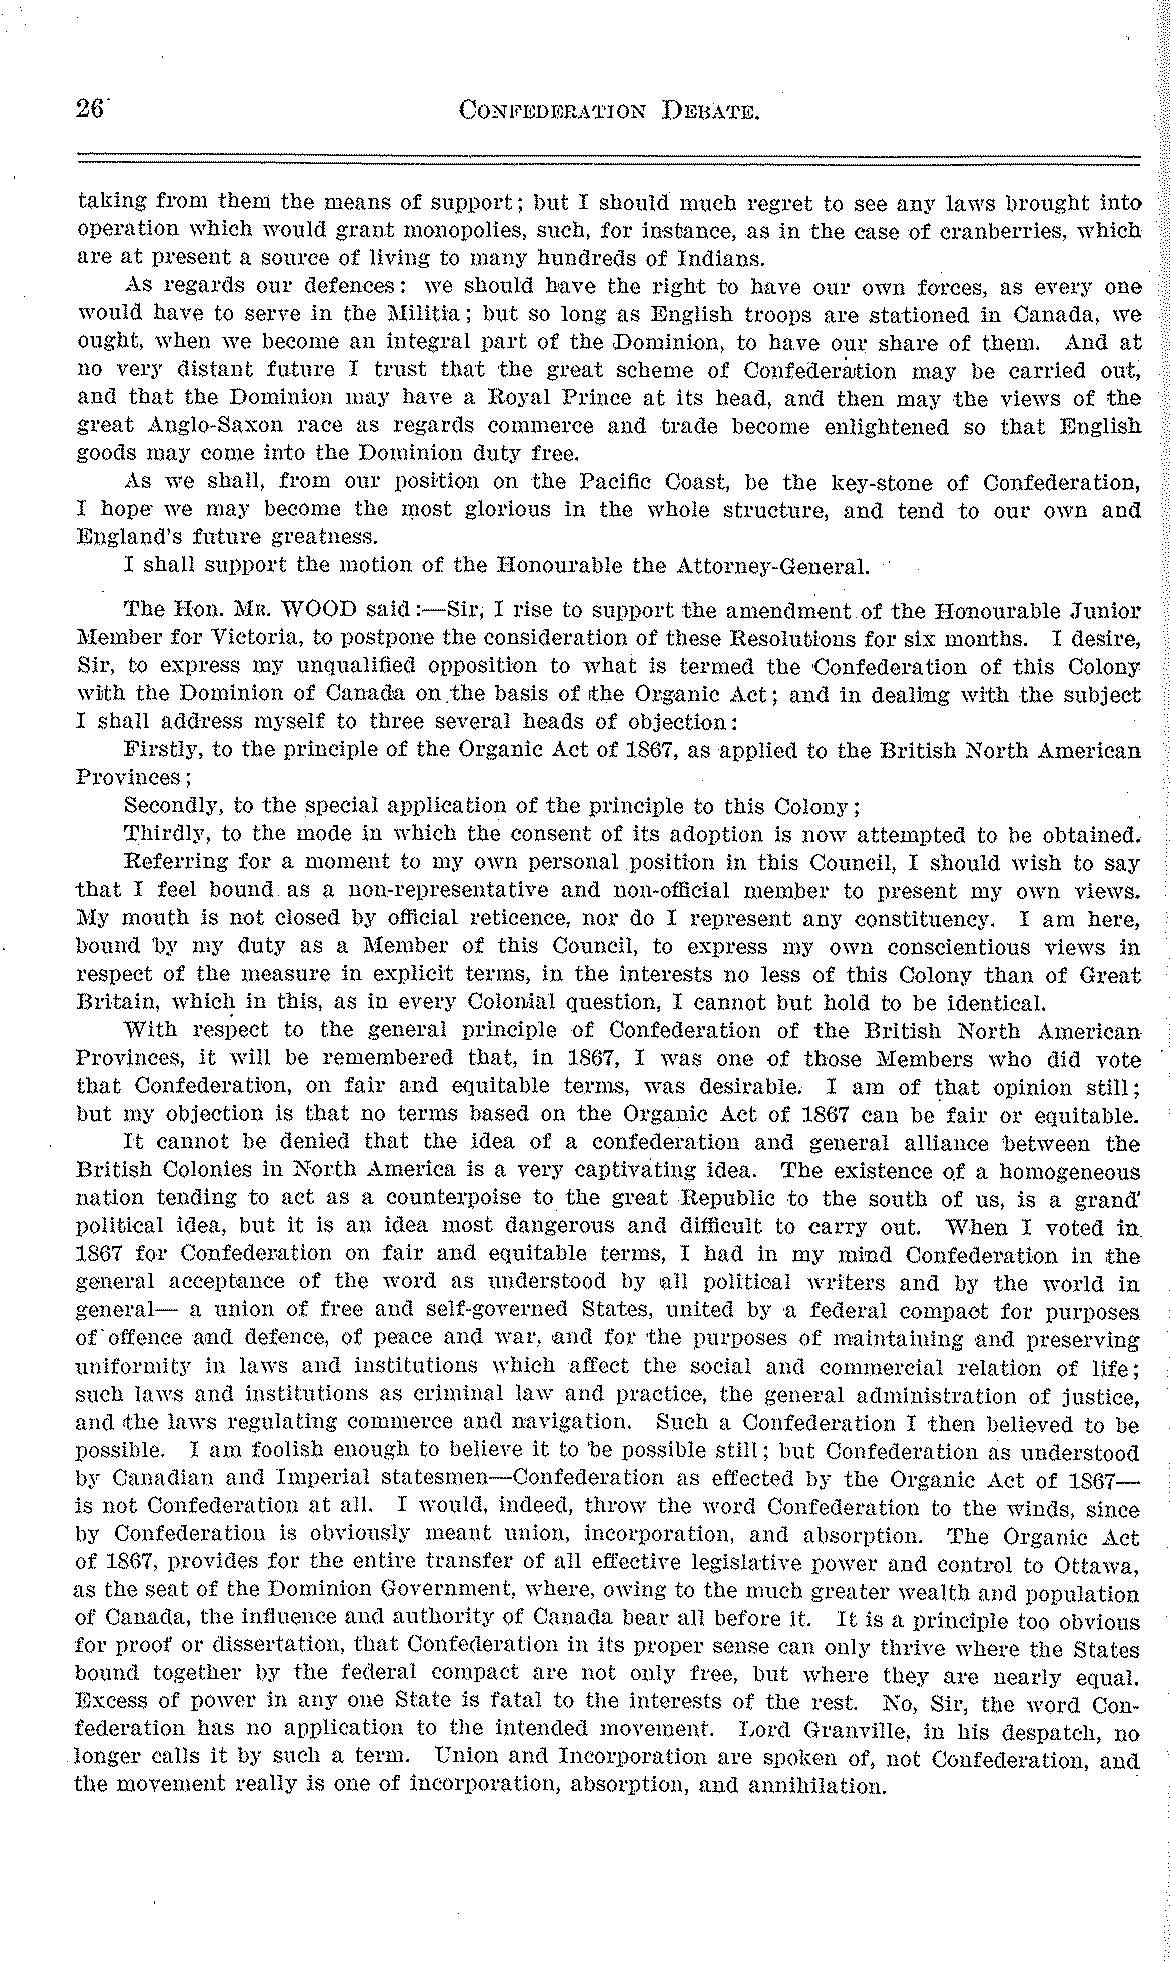 26 CONFEDERATION DEBATE.
taking from them the means of support; but I should much regret to see any laws brought into
operation which would grant monopolies, such, for instance, as in the case of cranberries, which
are at present a source of living to many hundreds of Indians.
As regards our defences: we should have the right to have our own forces, as every one
would have to serve in the Militia; but so long as English troops are stationed in Canada, we
ought, when we become an integral part of the Dominion, to have our share of them. And at
no very distant future I trust that the great scheme of Confederation may be carried out,
and that the Dominion may have a Royal Prince at its head, and then may the views of the
great Anglo-Saxon race as regards commerce and trade become enlightened so that English
goods may come into the Dominion duty free.
As we shall, from our position on the Pacific Coast, be the key-stone of Confederation,
I hope we may become the most glorious in the whole structure, and tend to our own and
England's future greatness.
I shall support the motion of the Honourable the Attorney-General.
The Hon. MR. WOOD said:—Sir, I rise to support the amendment of the Honourable Junior
Member for Victoria, to postpone the consideration of these Resolutions for six months. I desire,
Sir, to express my unqualified opposition to what is termed the Confederation of this Colony
with the Dominion of Canada on the basis of the Organic Act; and in dealing with the subject
I shall address myself to three several heads of objection:
Firstly, to the principle of the Organic Act of 1867, as applied to the British North American
Provinces;
Secondly, to the special application of the principle to this Colony;
Thirdly, to the mode in which the consent of its adoption is now attempted to be obtained.
Referring for a moment to my own personal position in this Council, I should wish to say
that I feel bound as a non-representative and non-official member to present my own views.
My mouth is not closed by official reticence, nor do I represent any constituency. I am here,
bound by my duty as a Member of this Council, to express my own conscientious views in
respect of the measure in explicit terms, in the interests no less of this Colony than of Great
Britain, which in this, as in every Colonial question, I cannot but hold to be identical.
With respect to the general principle of Confederation of the British North American
Provinces, it will be remembered that, in 1867, I was one of those Members who did vote
that Confederation, on fair and equitable terms, was desirable. I am of that opinion still;
but my objection is that no terms based on the Organic Act of 1867 can be fair or equitable.
It cannot be denied that the idea of a confederation and general alliance between the
British Colonies in North America is a very captivating idea. The existence of a homogeneous
nation tending to act as a counterpoise to the great Republic to the south of us, is a grand
political idea, but it is an idea most dangerous and difficult to carry out. When I voted in
1867 for Confederation on fair and equitable terms, I had in my mind Confederation in the
general acceptance of the word as understood by all political writers and by the world in
general— a union of free and self-governed States, united by a federal compact for purposes
of offence and defence, of peace and war, and for the purposes of maintaining and preserving
uniformity in laws and institutions which affect the social and commercial relation of life;
such laws and institutions as criminal law and practice, the general administration of justice,
and the laws regulating commerce and navigation. Such a Confederation I then believed to be
possible. I am foolish enough to believe it to be possible still; but Confederation as understood
by Canadian and Imperial statesmen—Confederation as effected by the Organic Act of 1867—
is not Confederation at all. I would, indeed, throw the word Confederation to the winds, since
by Confederation is obviously meant union, incorporation, and absorption. The Organic Act
of 1867, provides for the entire transfer of all effective legislative power and control to Ottawa,
as the seat of the Dominion Government, where, owing to the much greater wealth and population
of Canada, the influence and authority of Canada bear all before it. It is a principle too obvious
for proof or dissertation, that Confederation in its proper sense can only thrive where the States
bound together by the federal compact are not only free, but where they are nearly equal.
Excess of power in any one State is fatal to the interests of the rest. No, Sir, the word Con-
federation has no application to the intended movement. Lord Granville, in his despatch, no
longer calls it by such a term. Union and Incorporation are spoken of, not Confederation, and
the movement really is one of incorporation, absorption, and annihilation.